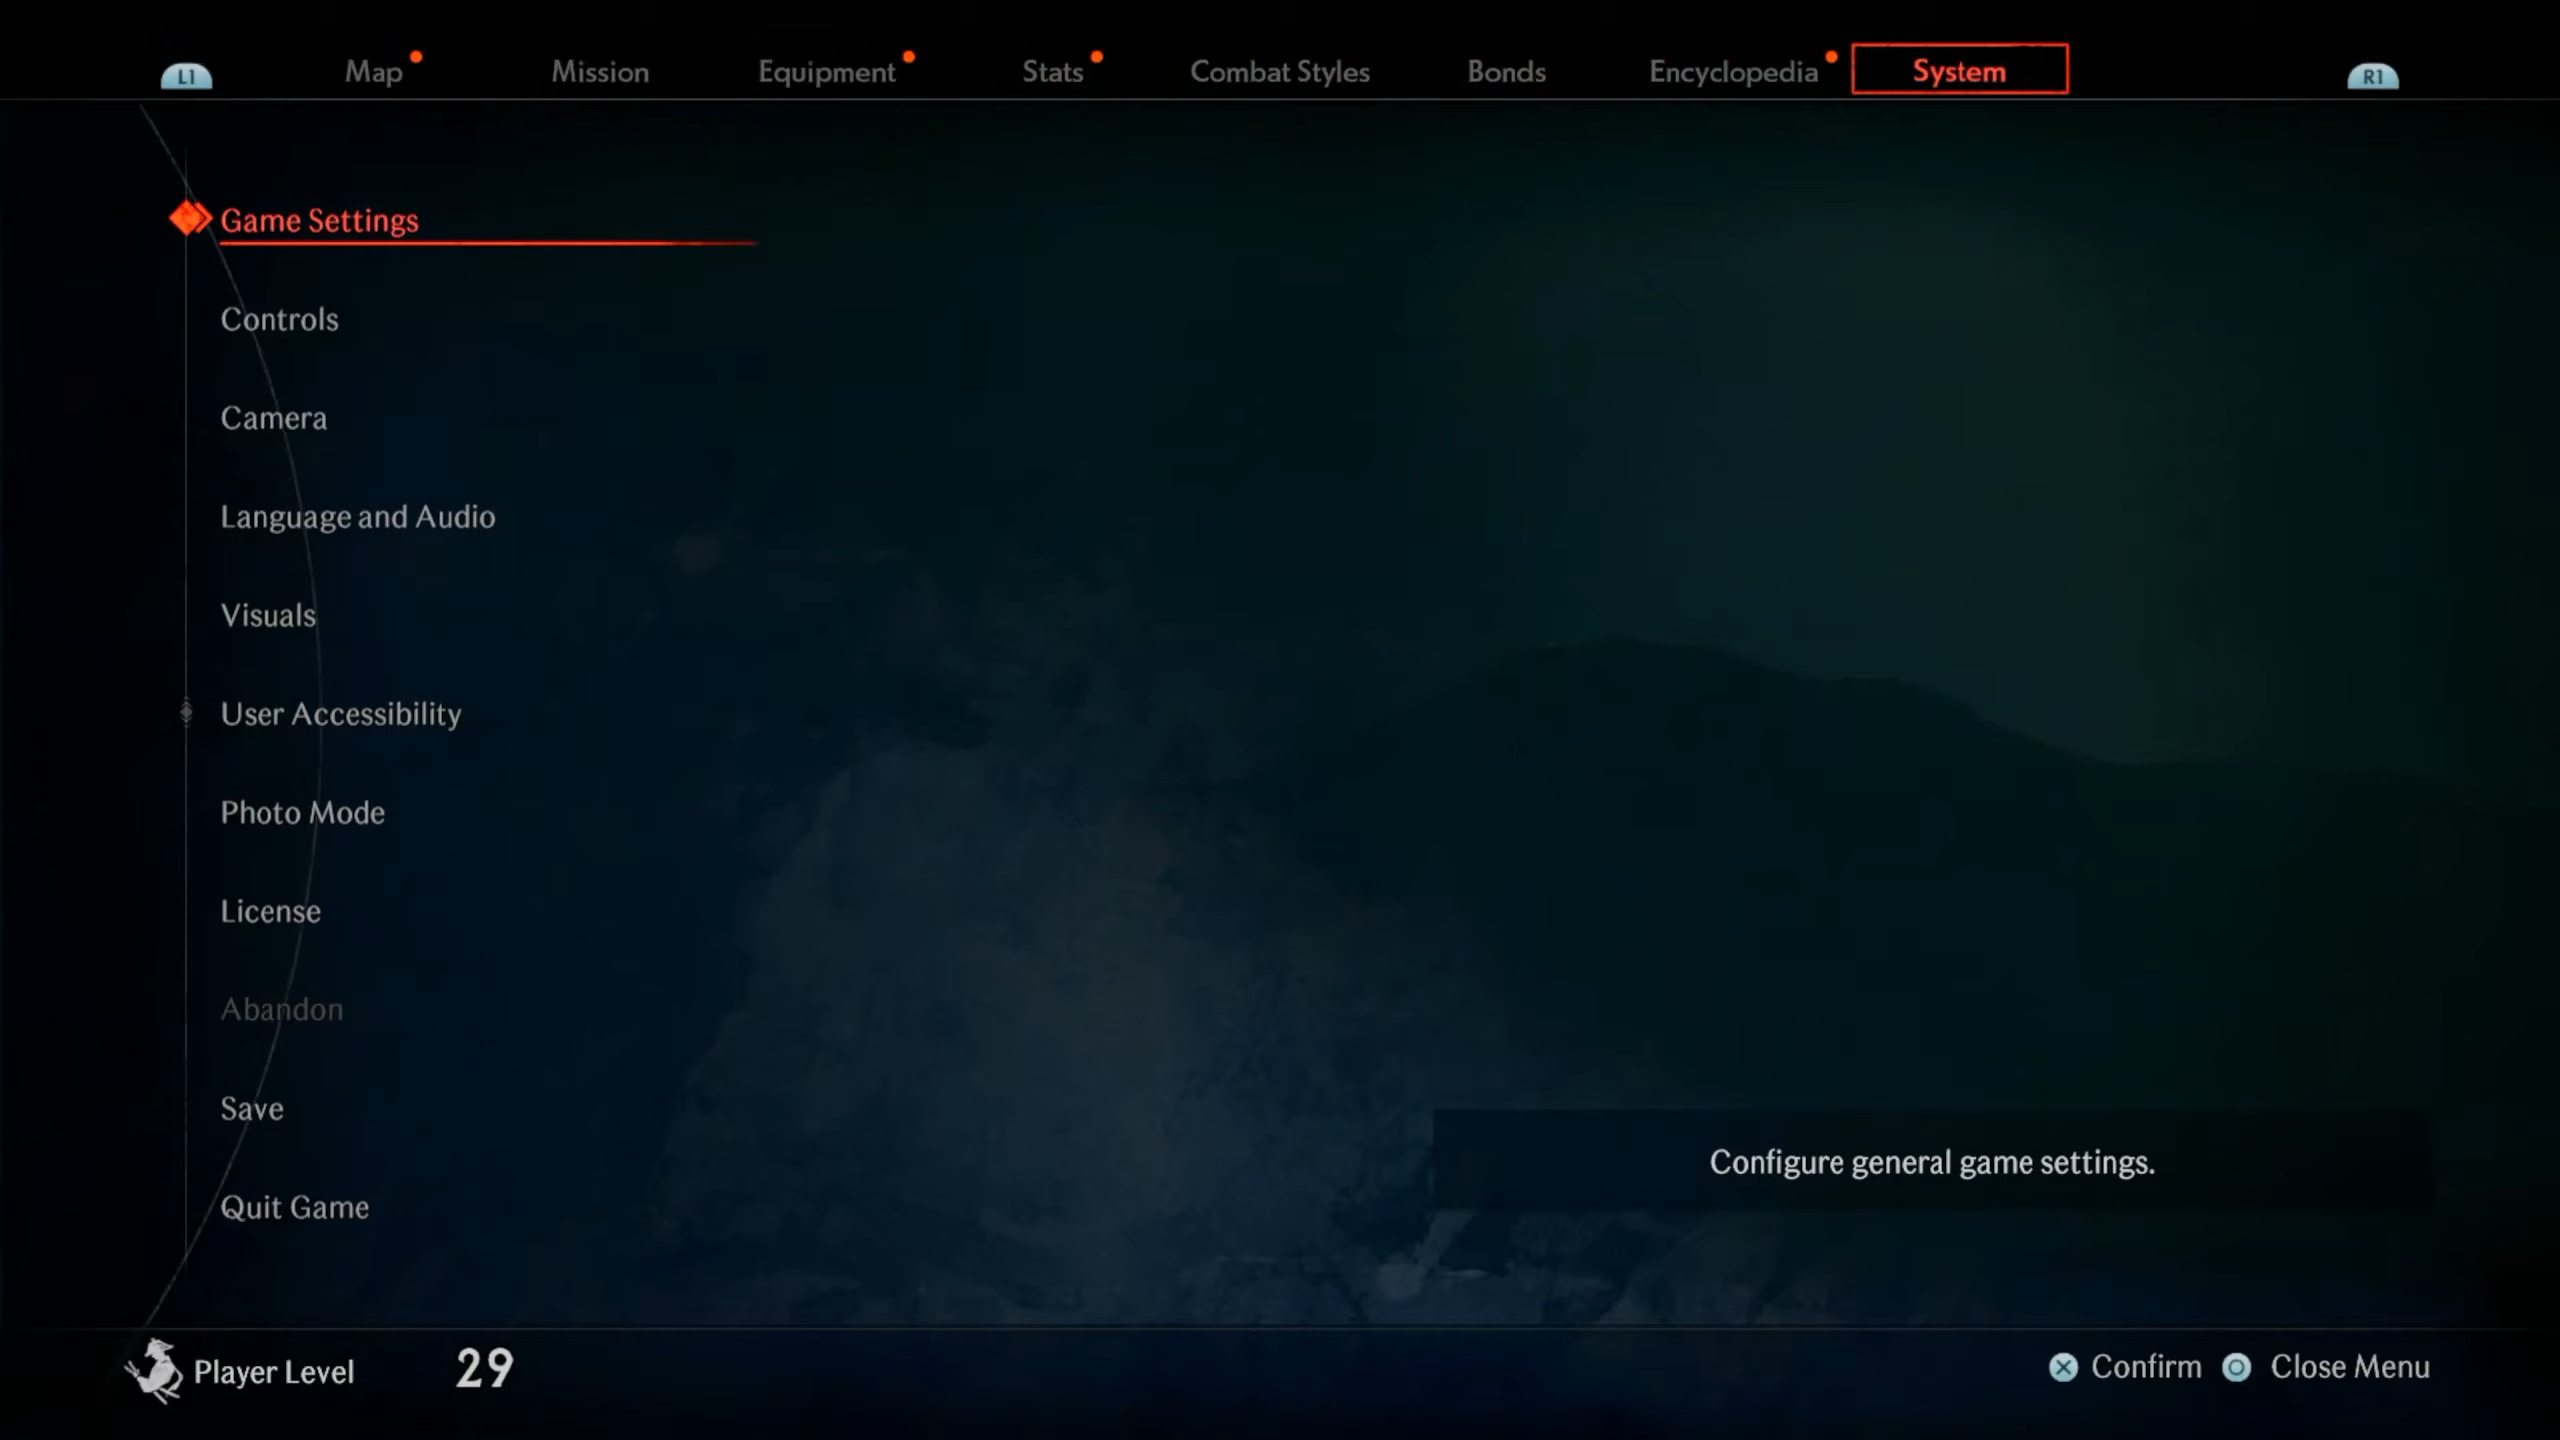 L1 Map Mission Equipment Stats Combat Styles Bonds Encyclopedia System R1
Game Settings
Controls
Camera
Language and Audio
Visuals
User Accessibility
Photo Mode
License
Abandon
Save
Configure general game settings.
Quit Game
Player Level 29 Confirm Close Menu